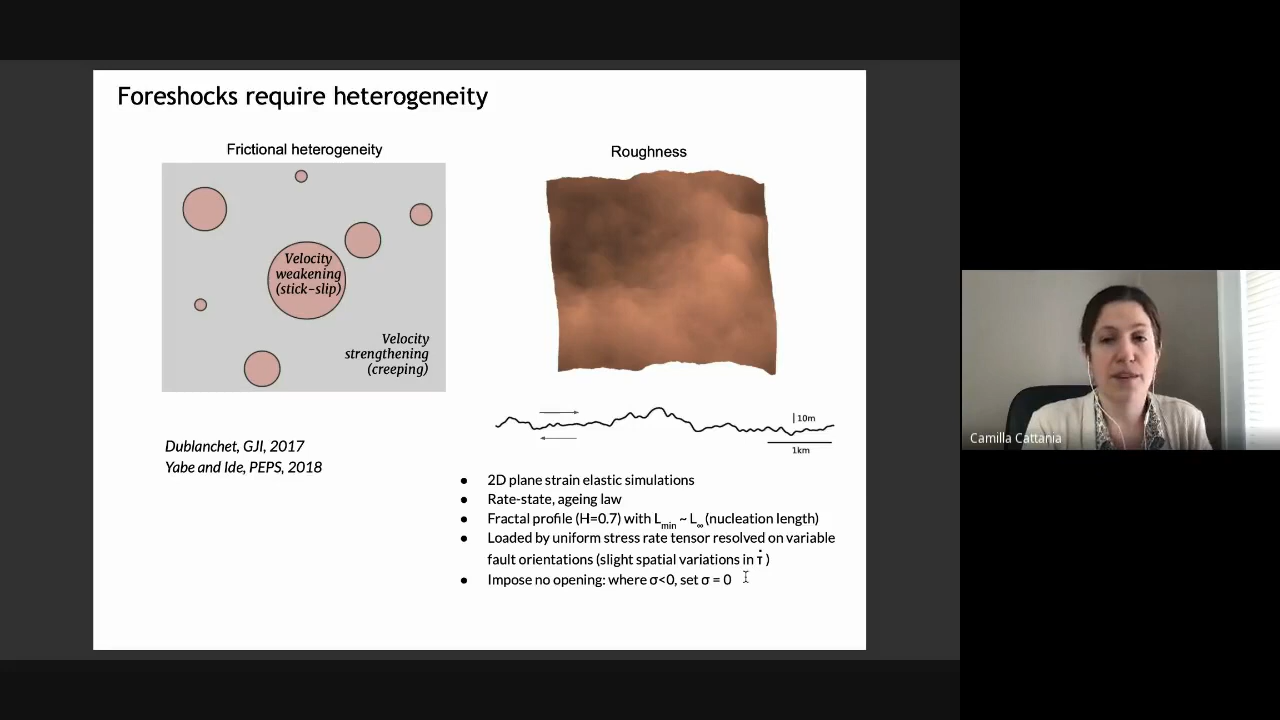 Foreshocks require heterogeneity
Frictional heterogeneity
Velocity
weakening
(stick-slip)
Velocity
strengthening
(creeping)
Dublanchet, GJI, 2017
Yabe and Ide, PEPS, 2018
Roughness
10m
1km
● 2D plane strain elastic simulations
● Rate-state, ageing law
● Fractal profile (H=0.7) with Lmin ~ L∞ (nucleation length)
● Loaded by uniform stress rate tensor resolved on variable
fault orientations (slight spatial variations in τ̇ )
● Impose no opening: where σ<0, set σ = 0
Camilla Cattania